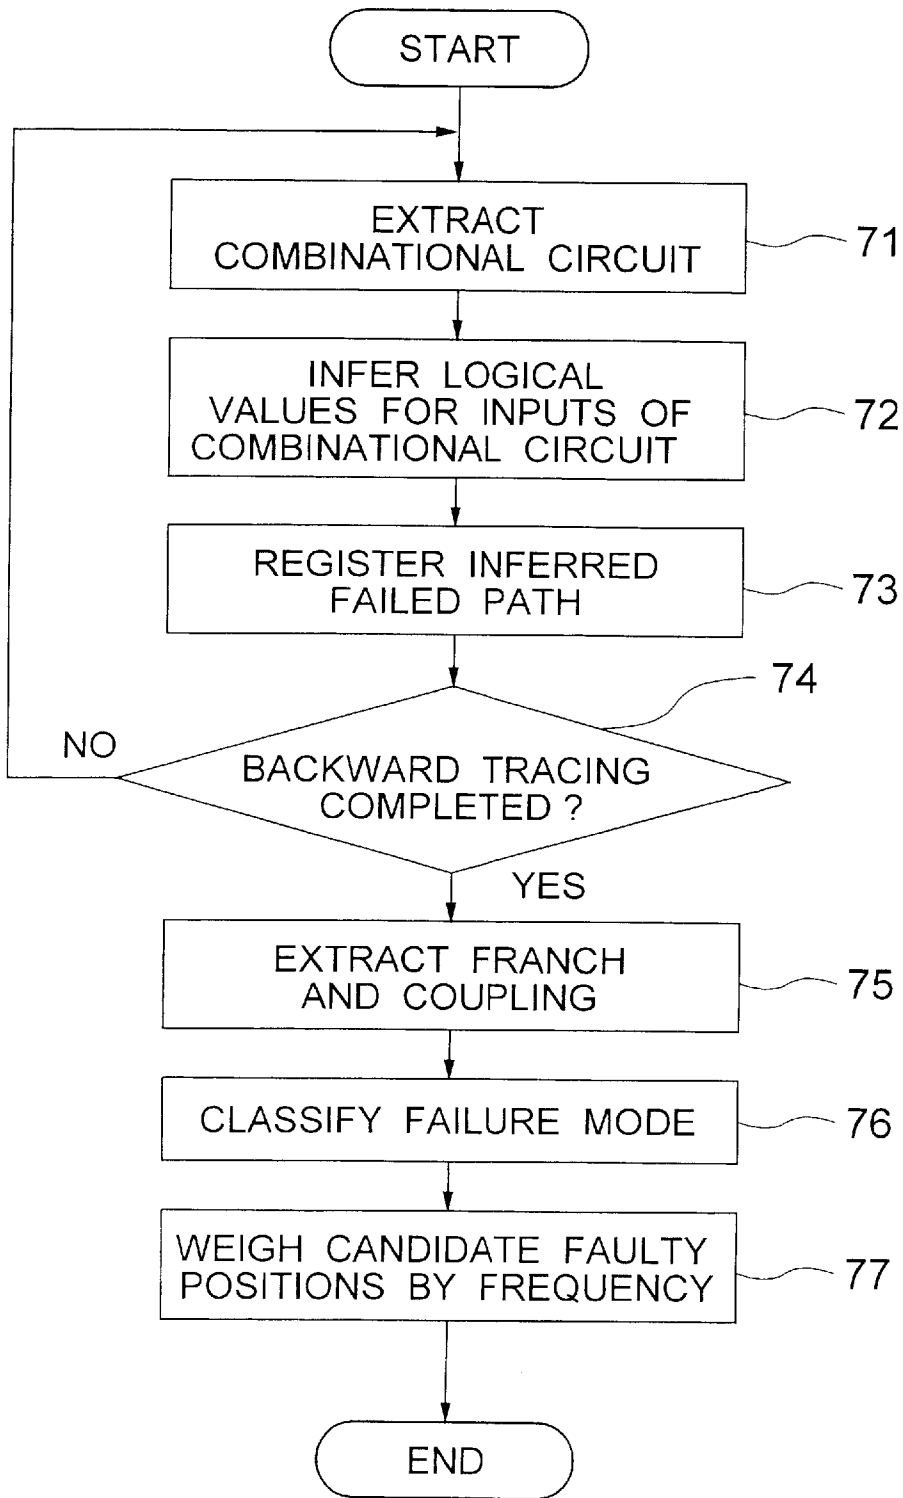 START
EXTRACT
COMBINATIONAL CIRCUIT
71
INFER LOGICAL
VALUES FOR INPUTS OF
COMBINATIONAL CIRCUIT
72
REGISTER INFERRED
FAILED PATH
73
74
NO
BACKWARD TRACING
COMPLETED ?
YES
EXTRACT FRANCH
AND COUPLING
75
CLASSIFY FAILURE MODE
76
WEIGH CANDIDATE FAULTY
POSITIONS BY FREQUENCY
77
END